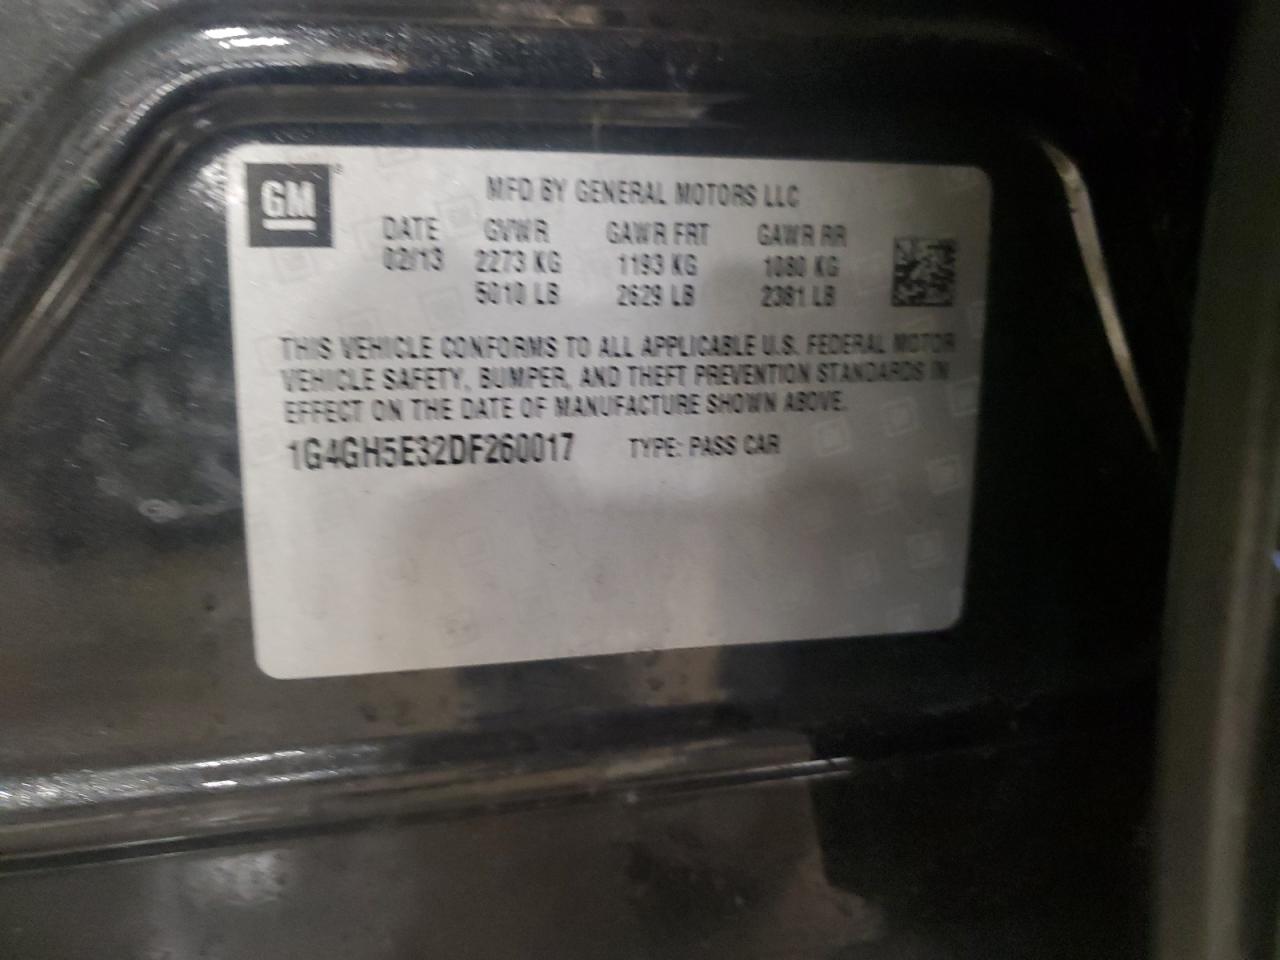 GM
MFD BY GENERAL MOTORS LLC
DATE GVWR GAWR FRT GAWR RR
02/13 2273 KG 1193 KG 1080 KG
5010 LB 2629 LB 2381 LB
THIS VEHICLE CONFORMS TO ALL APPLICABLE U.S. FEDERAL MOTOR
VEHICLE SAFETY, BUMPER, AND THEFT PREVENTION STANDARDS IN
EFFECT ON THE DATE OF MANUFACTURE SHOWN ABOVE.
1G4GH5E32DF260017 TYPE: PASS CAR